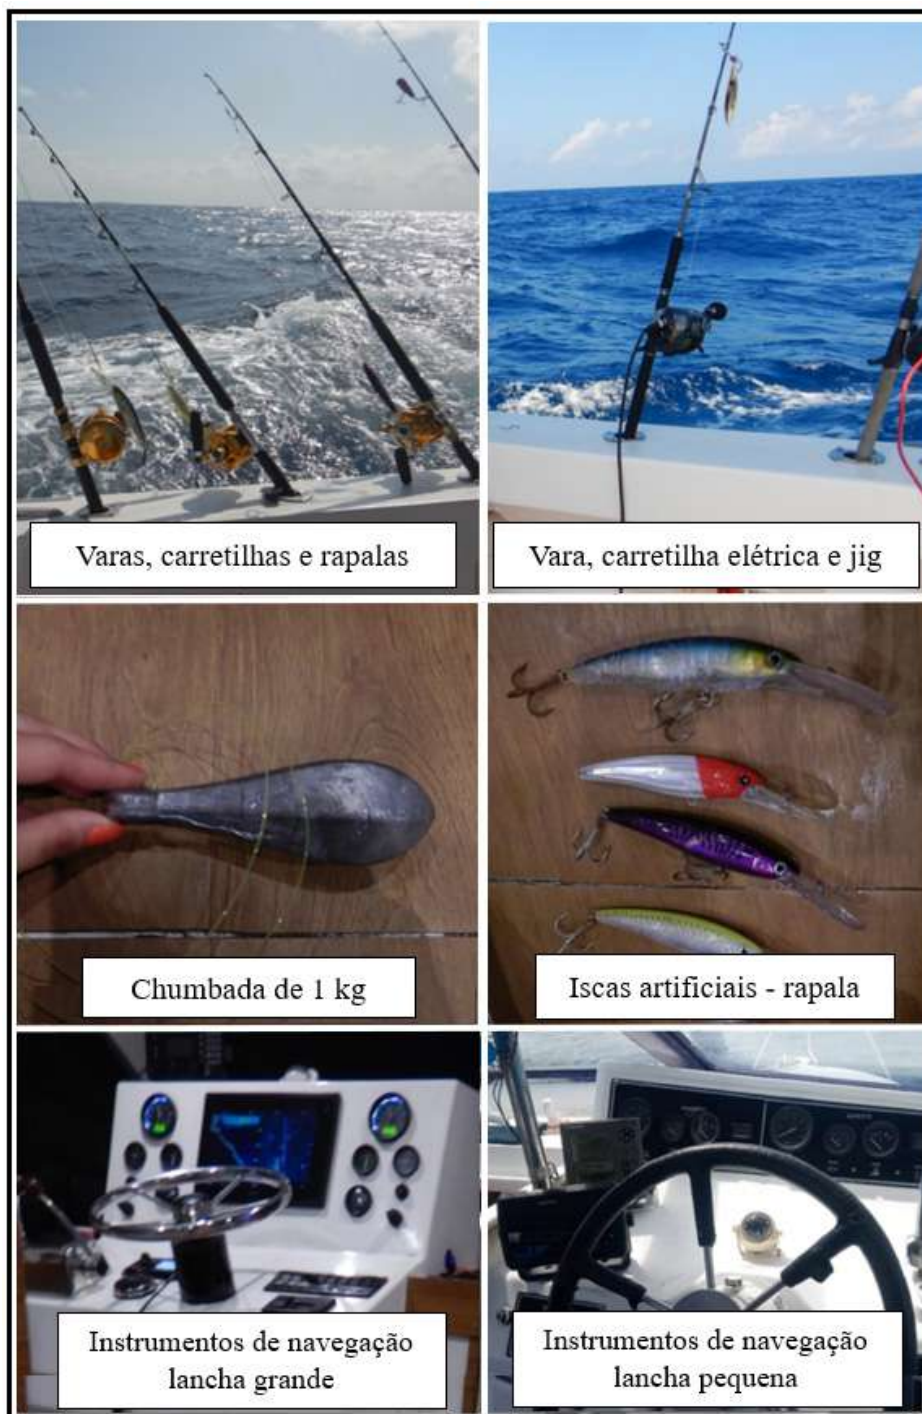 Varas, carretilhas e rapalas
Vara, carretilha elétrica e jig
Chumbada de 1 kg
Iscas artificiais - rapala
Instrumentos de navegação
lancha grande
Instrumentos de navegação
lancha pequena